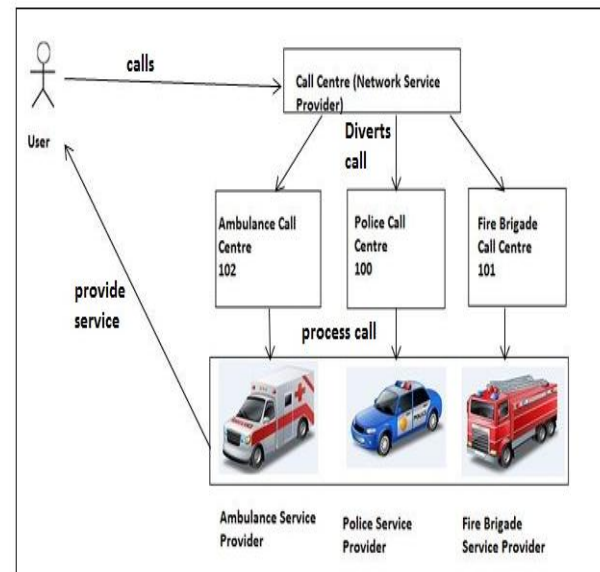 calls
Call Centre (Network Service
Provider)
User
Diverts
call
Ambulance Call
Centre
102
Police Call
Centre
100
Fire Brigade
Call Centre
101
provide
service
process call
POLICE
Ambulance Service
Provider
Police Service
Provider
Fire Brigade
Service Provider